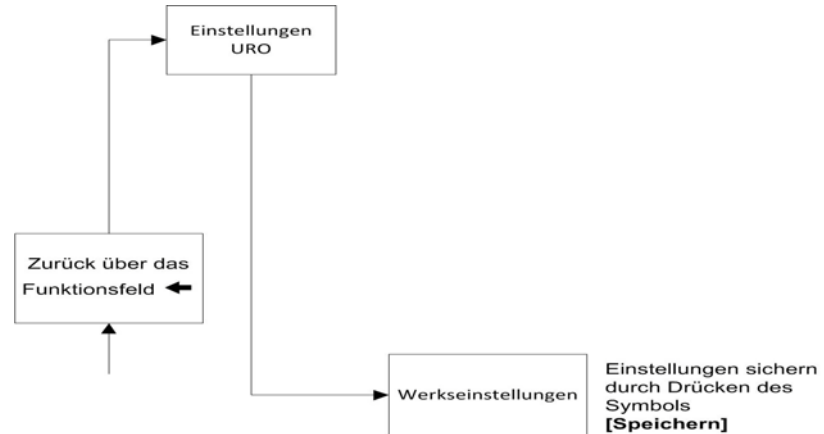 Einstellungen
URO
Zurück über das
Funktionsfeld
Werkseinstellungen
Einstellungen sichern
durch Drücken des
Symbols
[Speichern]